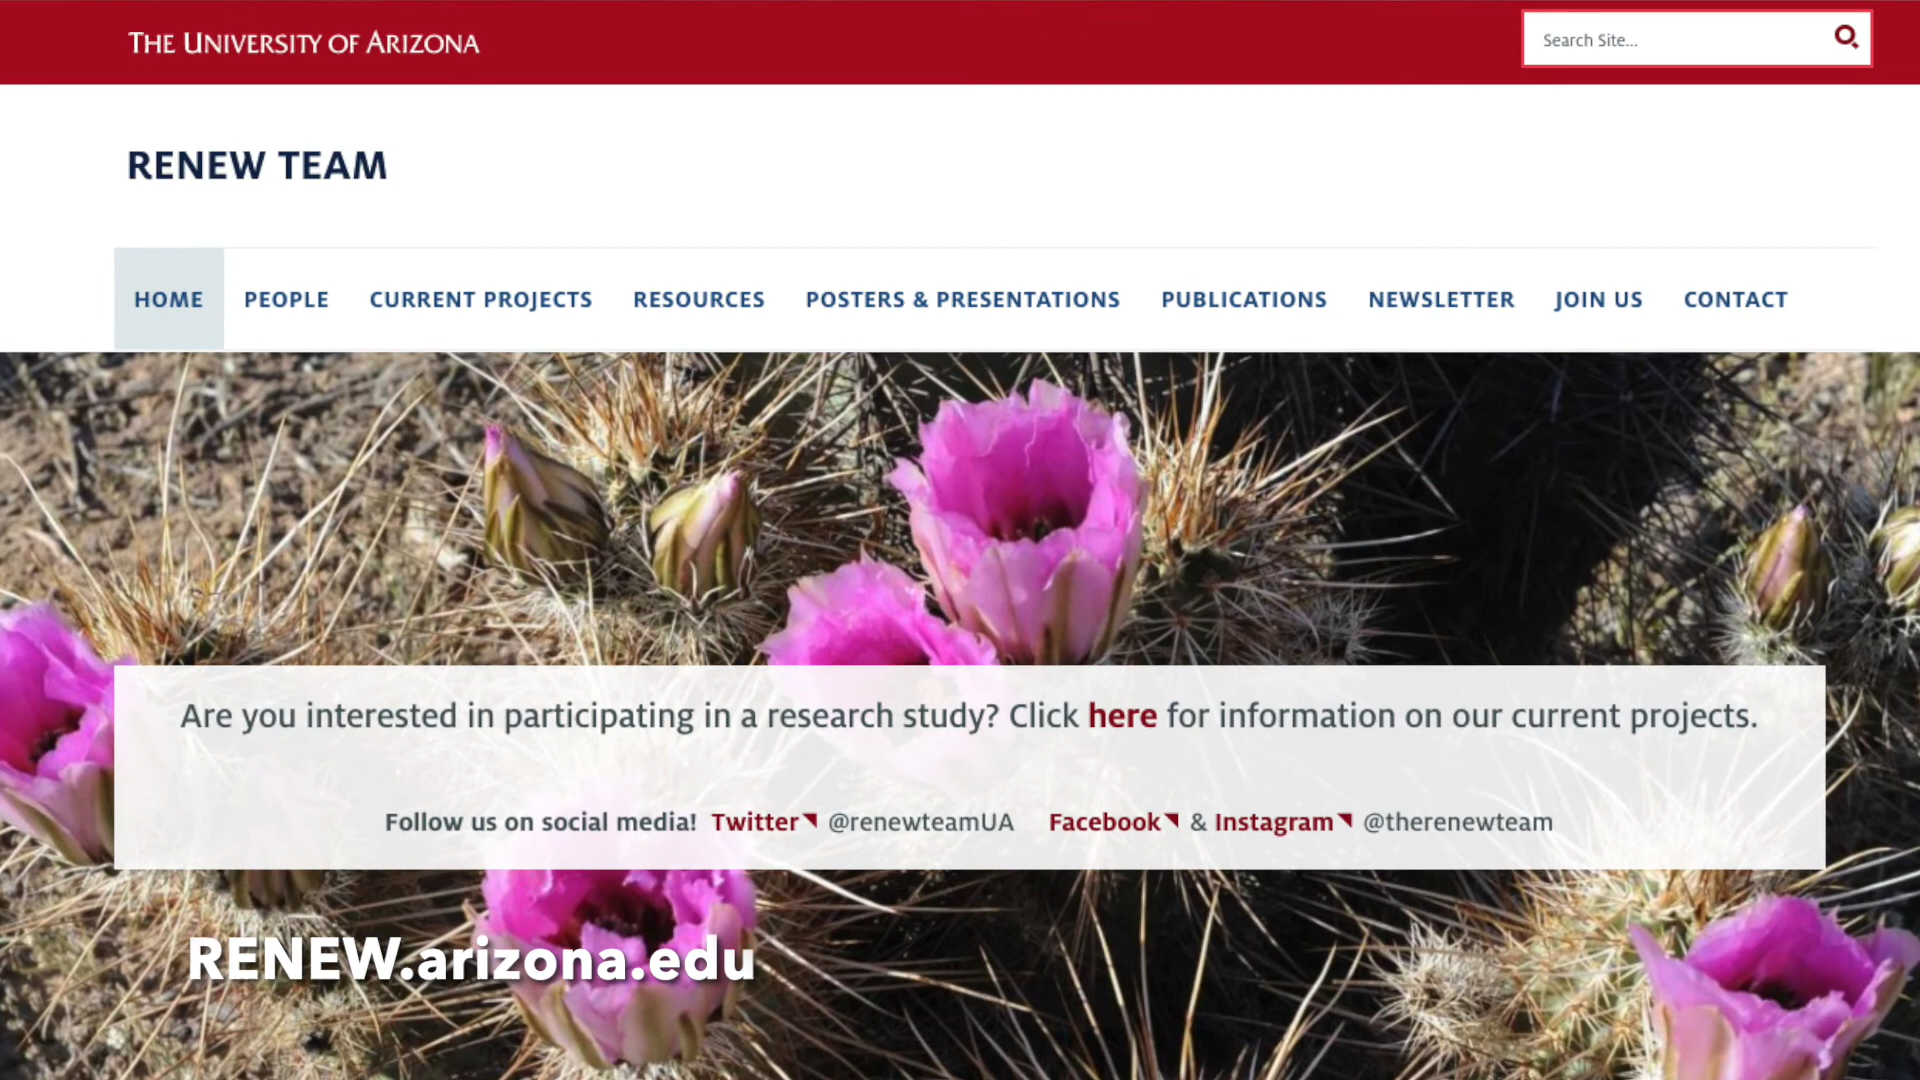 THE UNIVERSITY OF ARIZONA
Search Site...
RENEW TEAM
HOME PEOPLE CURRENT PROJECTS RESOURCES POSTERS & PRESENTATIONS PUBLICATIONS NEWSLETTER JOIN US CONTACT
Are you interested in participating in a research study? Click here for information on our current projects.
Follow us on social media! Twitter @renewteamUA Facebook & Instagram @therenewteam
RENEW.arizona.edu